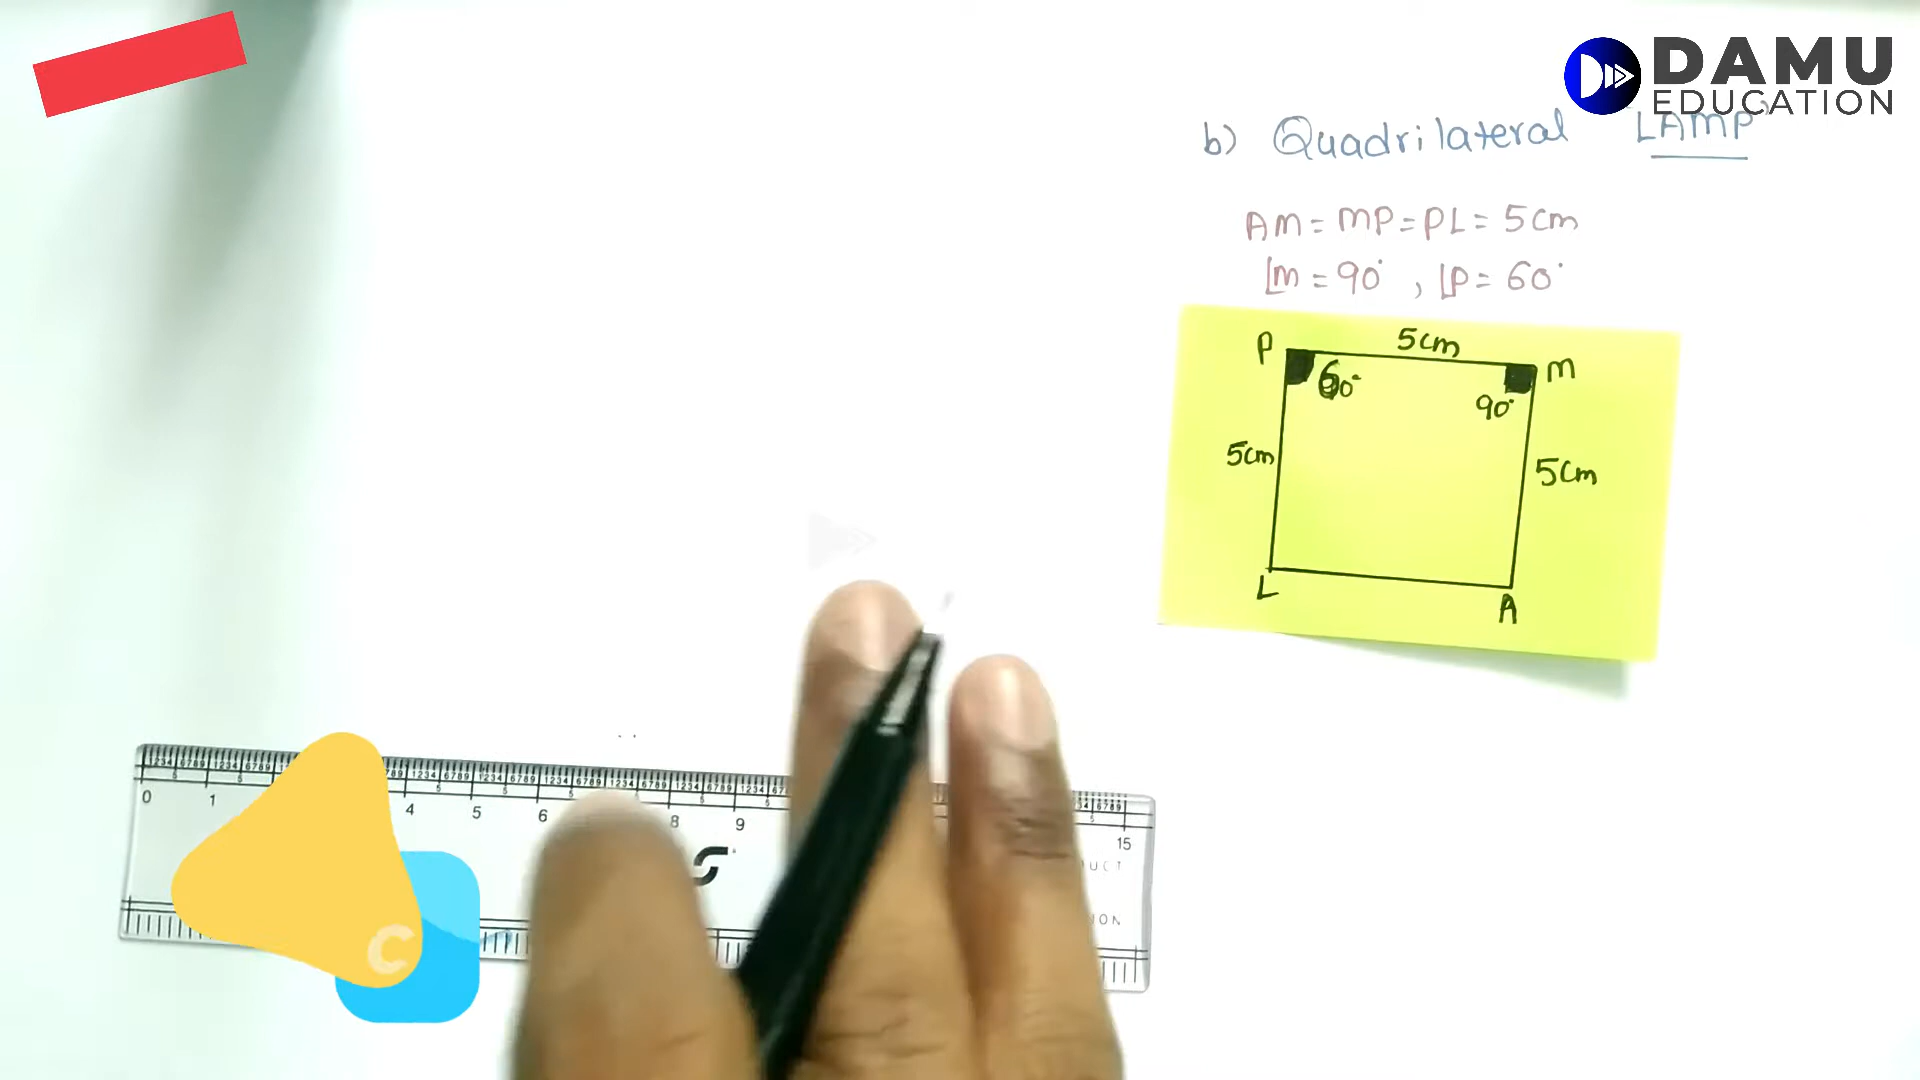 DAMU
EDUCATION
b) Quadrilateral 'LAMP'
AM = MP = PL = 5cm
∠M = 90°, ∠P = 60°
P 5cm M
60° 90°
5cm 5cm
L A
0 1 4 5 6 8 9 15
C